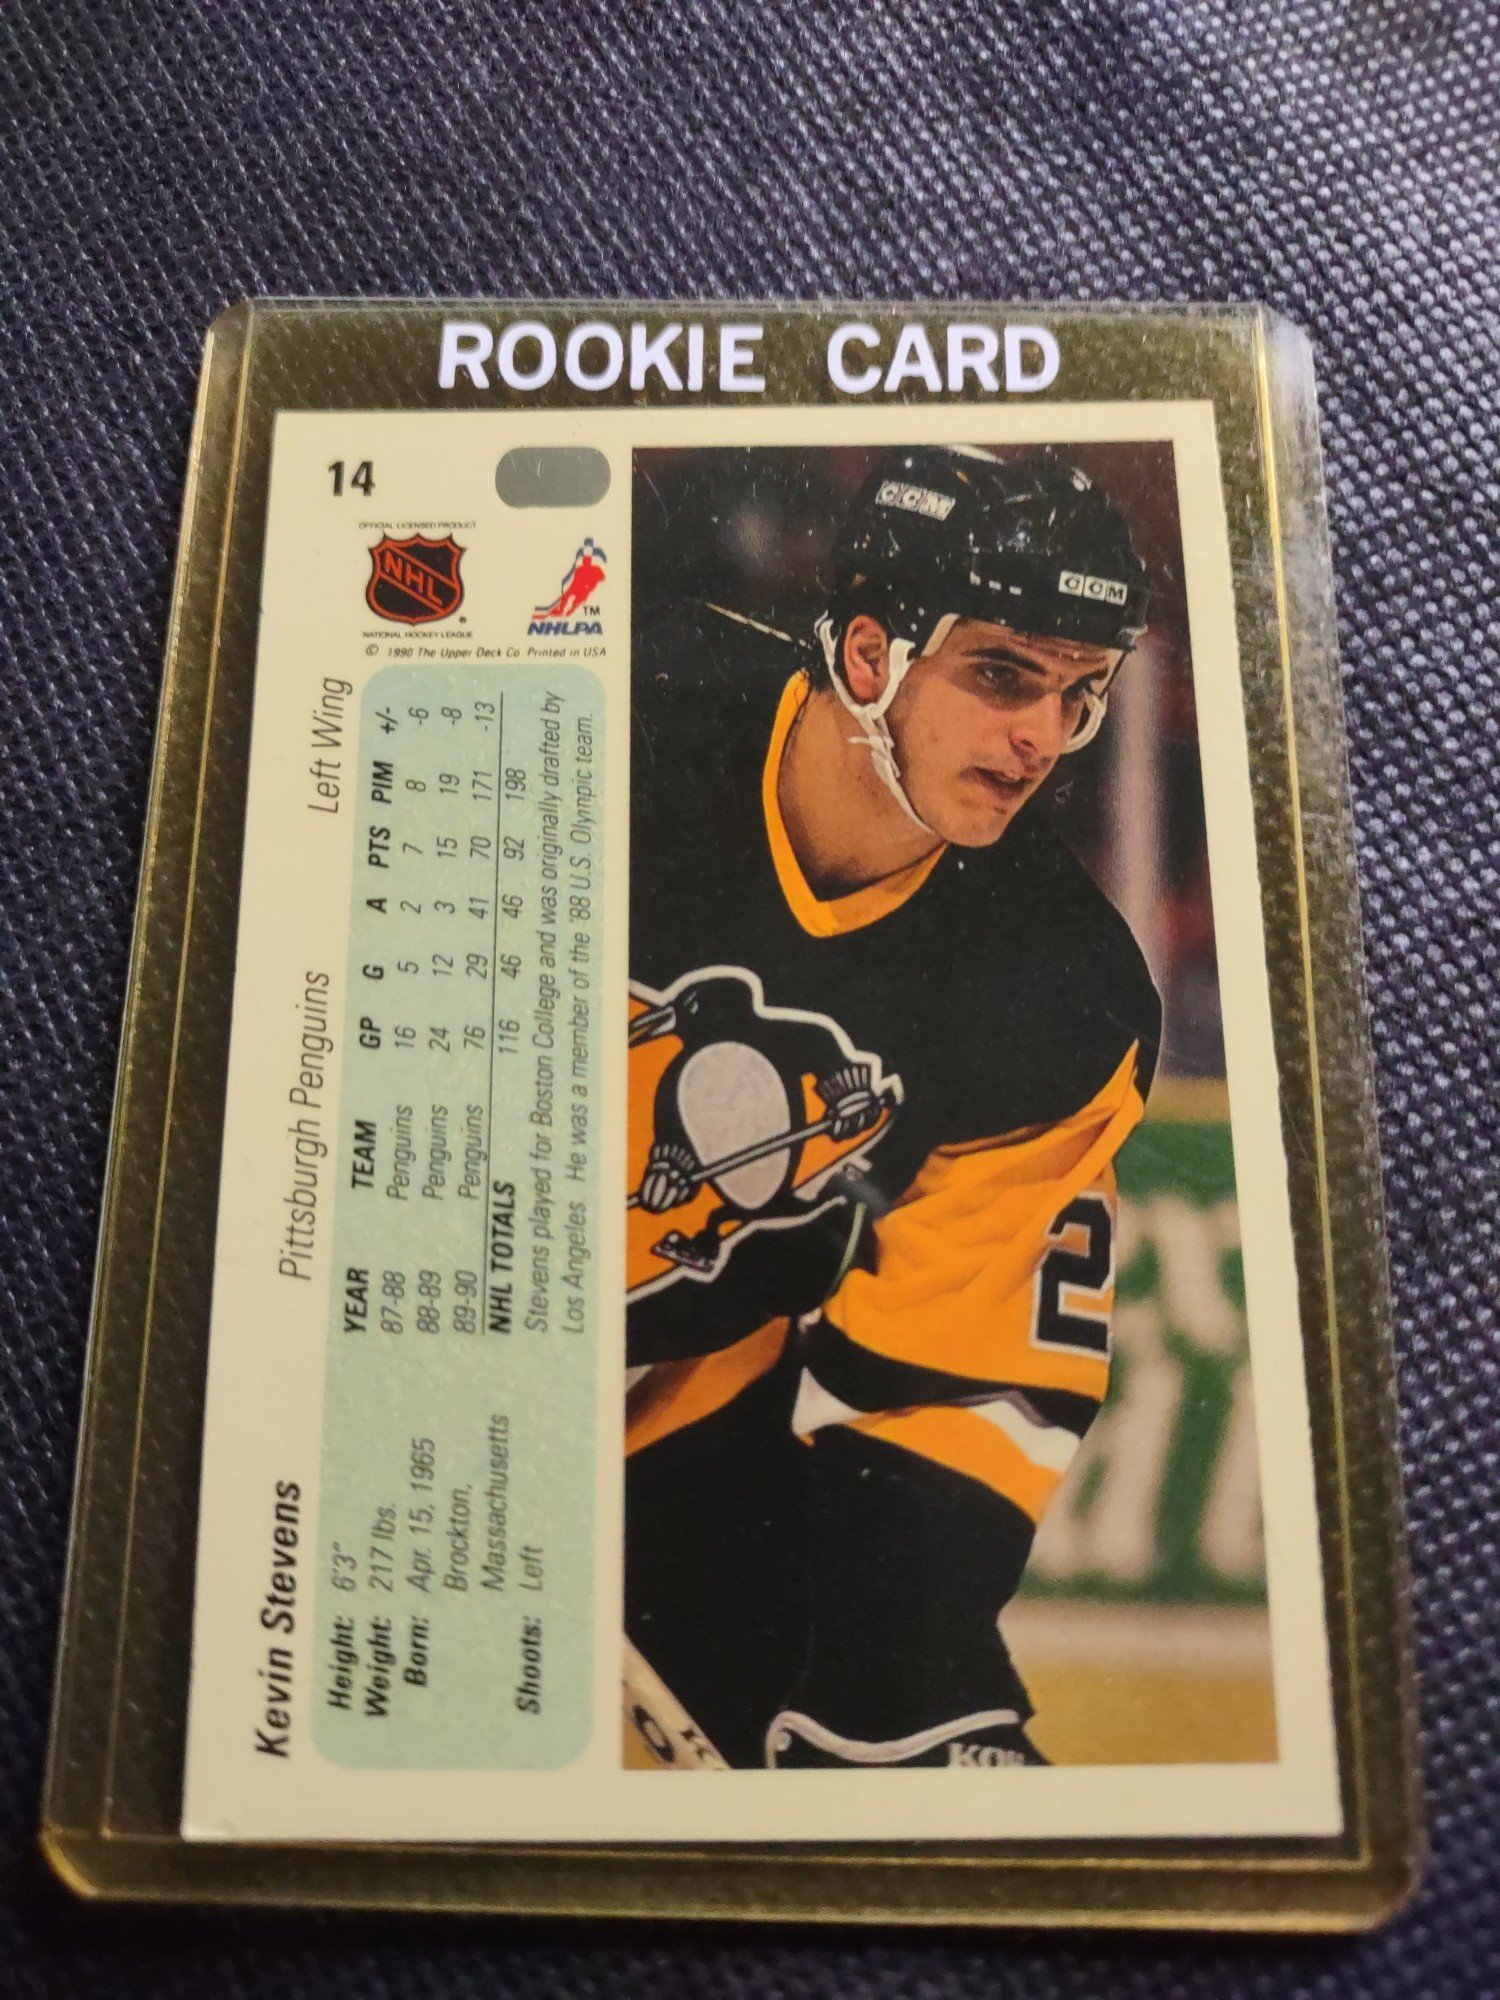 ROOKIE CARD
14
OFFICIAL LICENSED PRODUCT
NHL
®
NATIONAL HOCKEY LEAGUE
TM
NHLPA
© 1990 The Upper Deck Co. Printed in USA
Kevin Stevens Pittsburgh Penguins Left Wing
Height: 6'3"
Weight: 217 lbs.
Born: Apr. 15, 1965
Brockton,
Massachusetts
Shoots: Left
YEAR TEAM GP G A PTS PIM +/-
87-88 Penguins 16 5 2 7 8 -6
88-89 Penguins 24 12 3 15 19 -8
89-90 Penguins 76 29 41 70 171 -13
NHL TOTALS 116 46 46 92 198
Stevens played for Boston College and was originally drafted by
Los Angeles. He was a member of the '88 U.S. Olympic team.
CCM
CCM
2